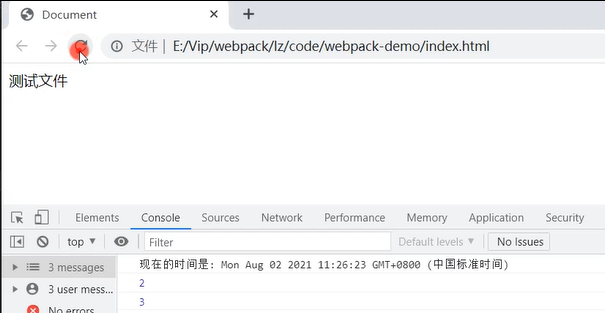 Document
文件 | E:/Vip/webpack/lz/code/webpack-demo/index.html
测试文件
Elements Console Sources Network Performance Memory Application Security
top ▼ Filter Default levels ▼ No Issues
3 messages
现在的时间是: Mon Aug 02 2021 11:26:23 GMT+0800 (中国标准时间)
2
3 user mess...
3
No errors